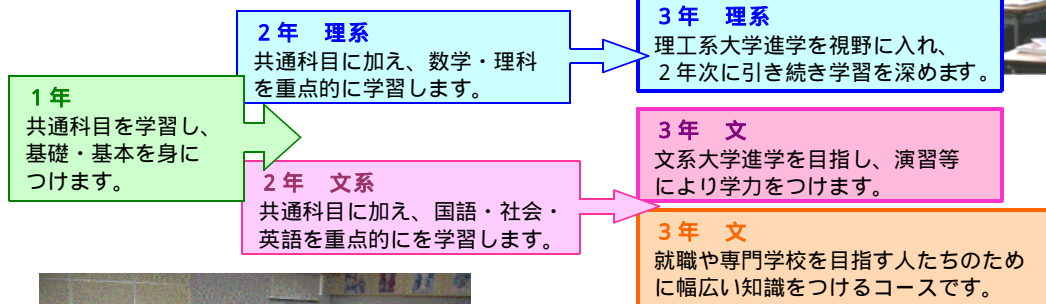 1年
共通科目を学習し、
基礎・基本を身に
つけます。
2年 理系
共通科目に加え、数学・理科
を重点的に学習します。
2年 文系
共通科目に加え、国語・社会・
英語を重点的にを学習します。
3年 理系
理工系大学進学を視野に入れ、
2年次に引き続き学習を深めます。
3年 文
文系大学進学を目指し、演習等
により学力をつけます。
3年 文
就職や専門学校を目指す人たちのため
に幅広い知識をつけるコースです。